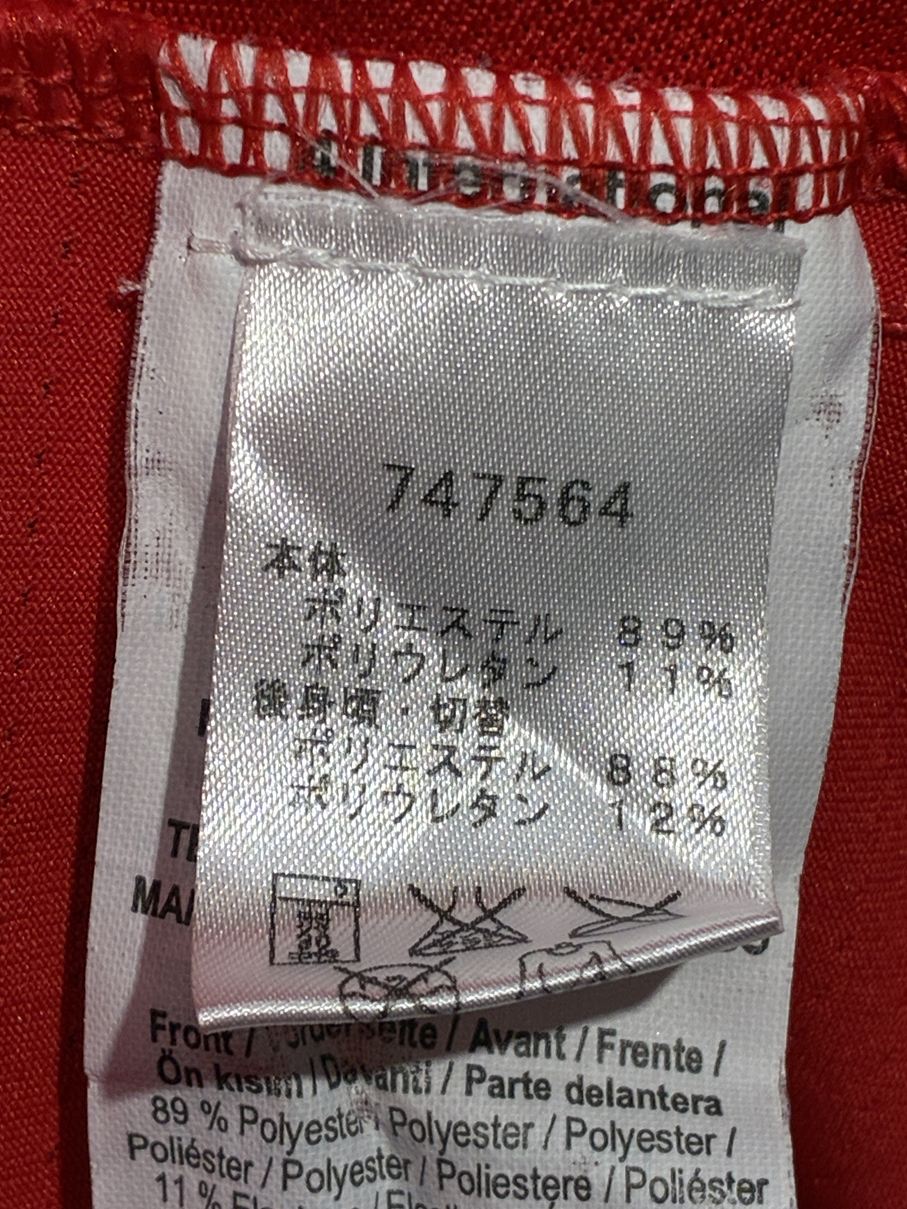 747564
本体
ポリエステル 89%
ポリウレタン 11%
後身頃・切替
ポリエステル 88%
ポリウレタン 12%
Front / Vorderseite / Avant / Frente /
Ön kısım / Davanti / Parte delantera
89 % Polyester / Polyester / Polyester /
Poliéster / Polyester / Poliestere / Poliéster
11 %